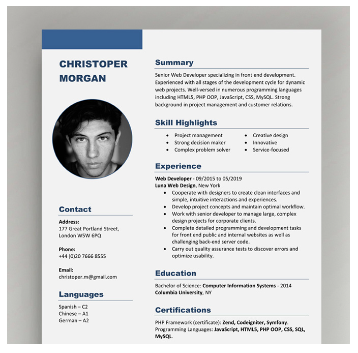 CHRISTOPER
MORGAN
Contact
Address:
177 Great Portland Street,
London W5W 6PQ
Phone:
+44 (0)20 7666 8555
Email:
christoper.m@gmail.com
Languages
Spanish – C2
Chinese – A1
German – A2
Summary
Senior Web Developer specializing in front end development.
Experienced with all stages of the development cycle for dynamic
web projects. Well-versed in numerous programming languages
including HTML5, PHP OOP, JavaScript, CSS, MySQL. Strong
background in project management and customer relations.
Skill Highlights
• Project management
• Strong decision maker
• Complex problem solver
• Creative design
• Innovative
• Service-focused
Experience
Web Developer - 09/2015 to 05/2019
Luna Web Design, New York
• Cooperate with designers to create clean interfaces and
simple, intuitive interactions and experiences.
• Develop project concepts and maintain optimal workflow.
• Work with senior developer to manage large, complex
design projects for corporate clients.
• Complete detailed programming and development tasks
for front end public and internal websites as well as
challenging back-end server code.
• Carry out quality assurance tests to discover errors and
optimize usability.
Education
Bachelor of Science: Computer Information Systems - 2014
Columbia University, NY
Certifications
PHP Framework (certificate): Zend, Codeigniter, Symfony.
Programming Languages: JavaScript, HTML5, PHP OOP, CSS, SQL,
MySQL.